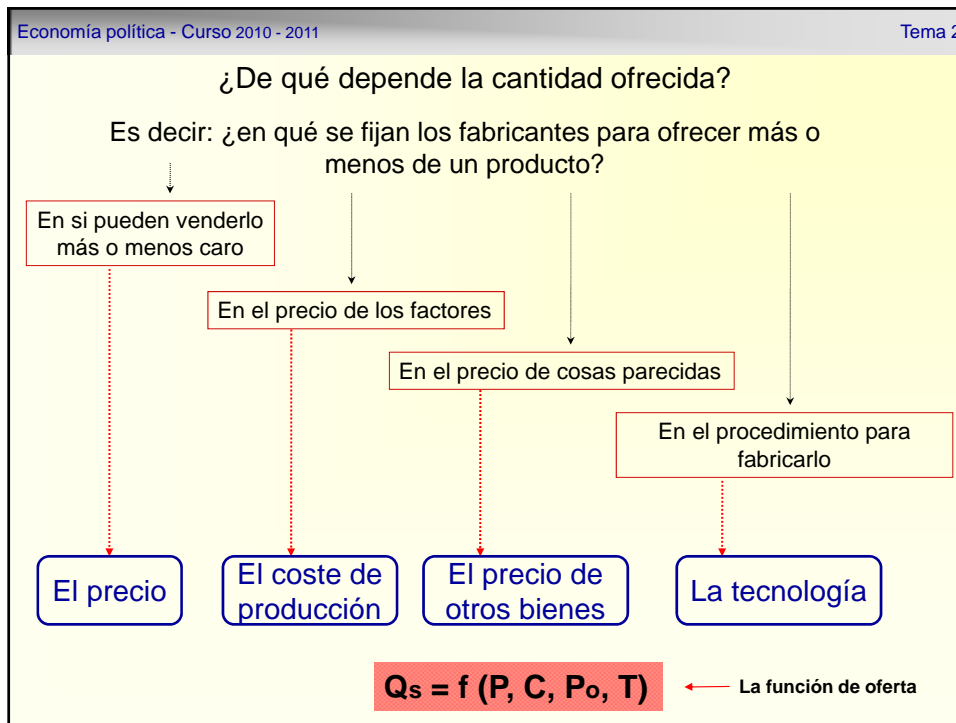 Economía política - Curso 2010 - 2011
Tema 2
¿De qué depende la cantidad ofrecida?
Es decir: ¿en qué se fijan los fabricantes para ofrecer más o
menos de un producto?
En si pueden venderlo
más o menos caro
En el precio de los factores
En el precio de cosas parecidas
En el procedimiento para
fabricarlo
El precio
El coste de
producción
El precio de
otros bienes
La tecnología
Qs = f (P, C, Po, T)
La función de oferta